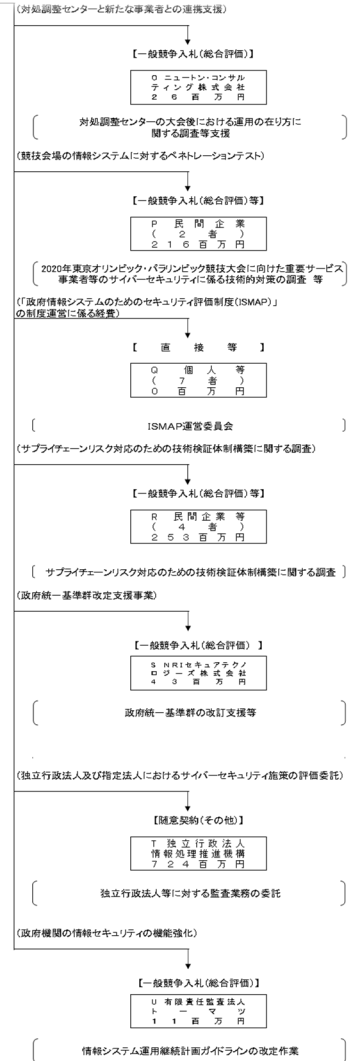 (対処調整センターと新たな事業者との連携支援)
【一般競争入札(総合評価)】
O ニュートン・コンサル
ティング株式会社
26百万円
対処調整センターの大会後における運用の在り方に
関する調査等支援
(競技会場の情報システムに対するペネトレーションテスト)
【一般競争入札(総合評価)等】
P 民間企業
(2者)
216百万円
2020年東京オリンピック・パラリンピック競技大会に向けた重要サービス
事業者等のサイバーセキュリティに係る技術的対策の調査 等
(「政府情報システムのためのセキュリティ評価制度(ISMAP)」
の制度運営に係る経費)
【直接等】
Q 個人等
(7者)
0百万円
ISMAP運営委員会
(サプライチェーンリスク対応のための技術検証体制構築に関する調査)
【一般競争入札(総合評価)等】
R 民間企業等
(4者)
253百万円
サプライチェーンリスク対応のための技術検証体制構築に関する調査
(政府統一基準群改定支援事業)
【一般競争入札(総合評価) 】
S NRIセキュアテクノ
ロジーズ株式会社
43百万円
政府統一基準群の改訂支援等
(独立行政法人及び指定法人におけるサイバーセキュリティ施策の評価委託)
【随意契約(その他)】
T 独立行政法人
情報処理推進機構
724百万円
独立行政法人等に対する監査業務の委託
(政府機関の情報セキュリティの機能強化)
【一般競争入札(総合評価)】
U 有限責任監査法人
トーマツ
11百万円
情報システム運用継続計画ガイドラインの改定作業